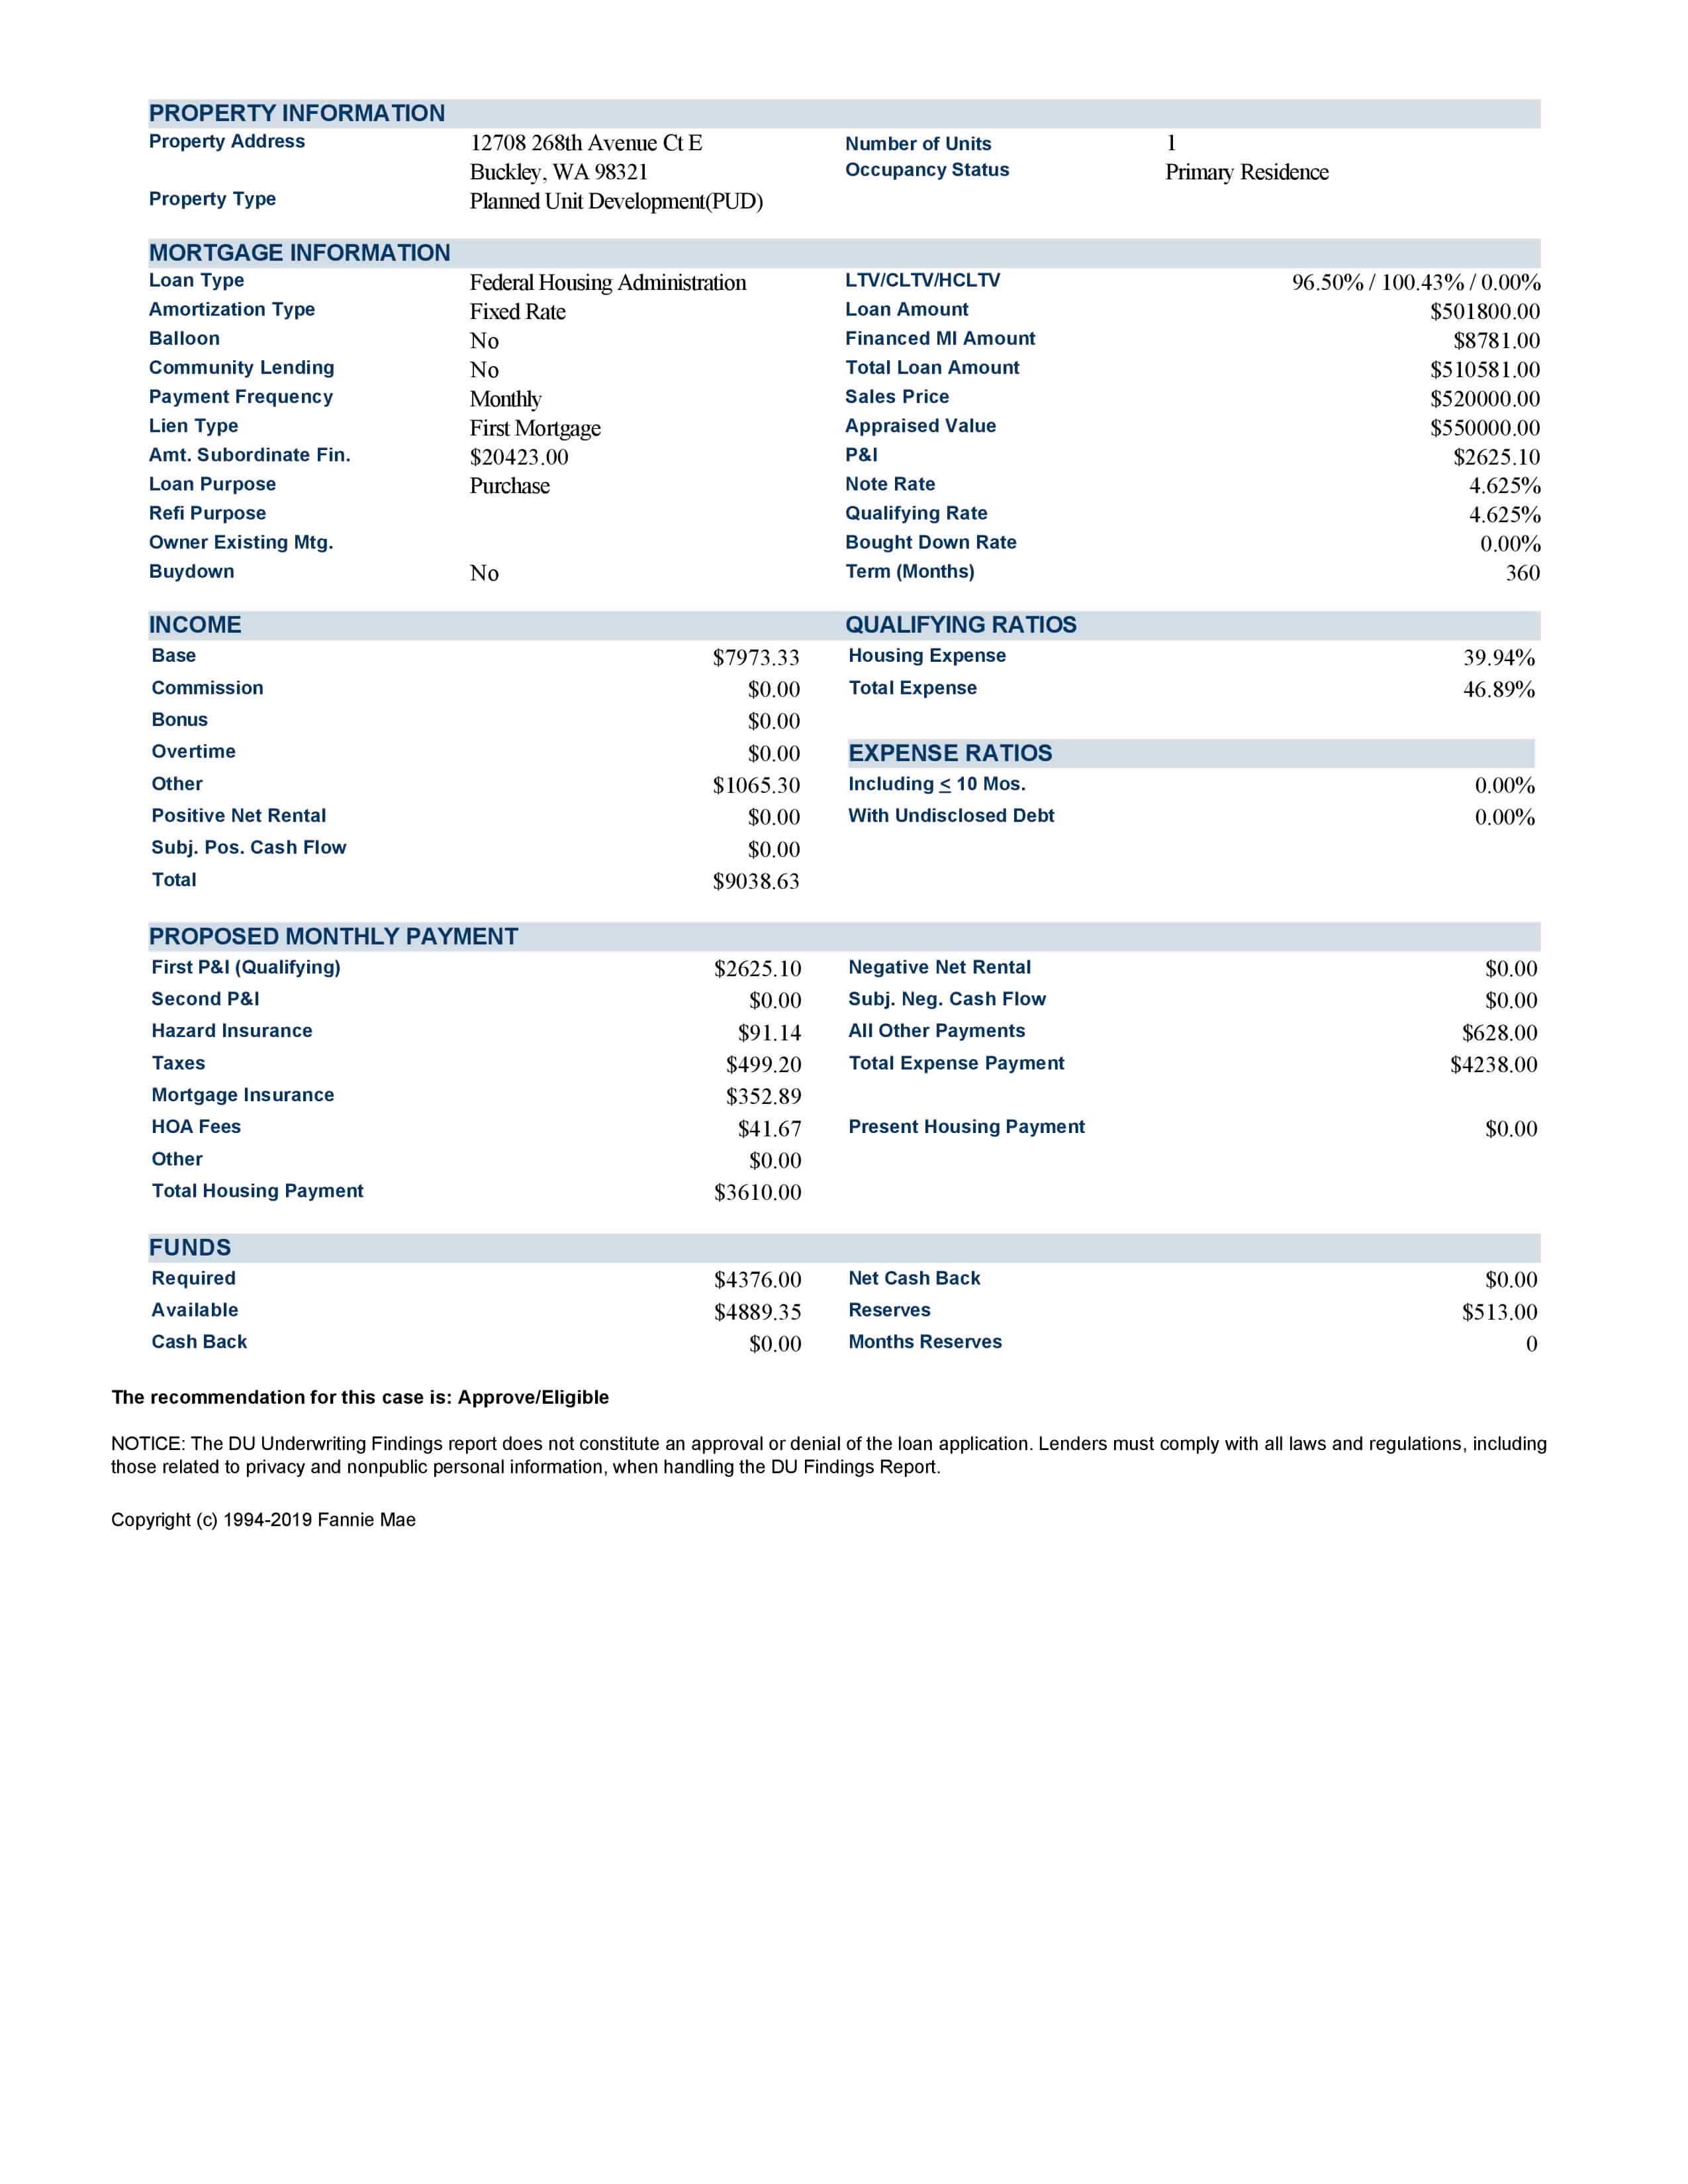 PROPERTY INFORMATION
Property Address 12708 268th Avenue Ct E Number of Units 1
Buckley, WA 98321 Occupancy Status Primary Residence
Property Type Planned Unit Development(PUD)
MORTGAGE INFORMATION
Loan Type Federal Housing Administration LTV/CLTV/HCLTV 96.50% / 100.43% / 0.00%
Amortization Type Fixed Rate Loan Amount $501800.00
Balloon No Financed MI Amount $8781.00
Community Lending No Total Loan Amount $510581.00
Payment Frequency Monthly Sales Price $520000.00
Lien Type First Mortgage Appraised Value $550000.00
Amt. Subordinate Fin. $20423.00 P&I $2625.10
Loan Purpose Purchase Note Rate 4.625%
Refi Purpose Qualifying Rate 4.625%
Owner Existing Mtg. Bought Down Rate 0.00%
Buydown No Term (Months) 360
INCOME QUALIFYING RATIOS
Base $7973.33 Housing Expense 39.94%
Commission $0.00 Total Expense 46.89%
Bonus $0.00
Overtime $0.00 EXPENSE RATIOS
Other $1065.30 Including ≤ 10 Mos. 0.00%
Positive Net Rental $0.00 With Undisclosed Debt 0.00%
Subj. Pos. Cash Flow $0.00
Total $9038.63
PROPOSED MONTHLY PAYMENT
First P&I (Qualifying) $2625.10 Negative Net Rental $0.00
Second P&I $0.00 Subj. Neg. Cash Flow $0.00
Hazard Insurance $91.14 All Other Payments $628.00
Taxes $499.20 Total Expense Payment $4238.00
Mortgage Insurance $352.89
HOA Fees $41.67 Present Housing Payment $0.00
Other $0.00
Total Housing Payment $3610.00
FUNDS
Required $4376.00 Net Cash Back $0.00
Available $4889.35 Reserves $513.00
Cash Back $0.00 Months Reserves 0
The recommendation for this case is: Approve/Eligible
NOTICE: The DU Underwriting Findings report does not constitute an approval or denial of the loan application. Lenders must comply with all laws and regulations, including
those related to privacy and nonpublic personal information, when handling the DU Findings Report.
Copyright (c) 1994-2019 Fannie Mae